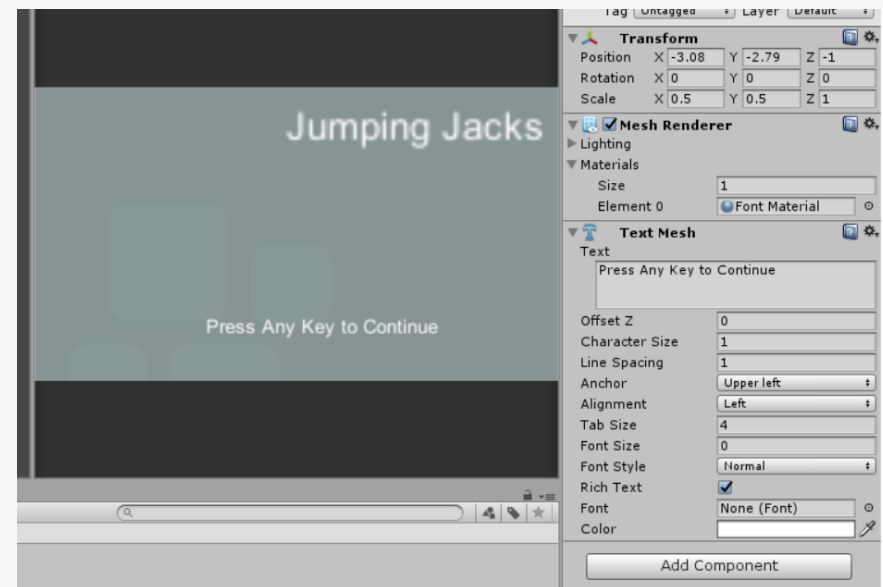 Jumping Jacks
Press Any Key to Continue
Tag Untagged Layer Default
Transform
Position X -3.08 Y -2.79 Z -1
Rotation X 0 Y 0 Z 0
Scale X 0.5 Y 0.5 Z 1
Mesh Renderer
Lighting
Materials
Size 1
Element 0 Font Material
Text Mesh
Text
Press Any Key to Continue
Offset Z 0
Character Size 1
Line Spacing 1
Anchor Upper left
Alignment Left
Tab Size 4
Font Size 0
Font Style Normal
Rich Text
Font None (Font)
Color
Add Component